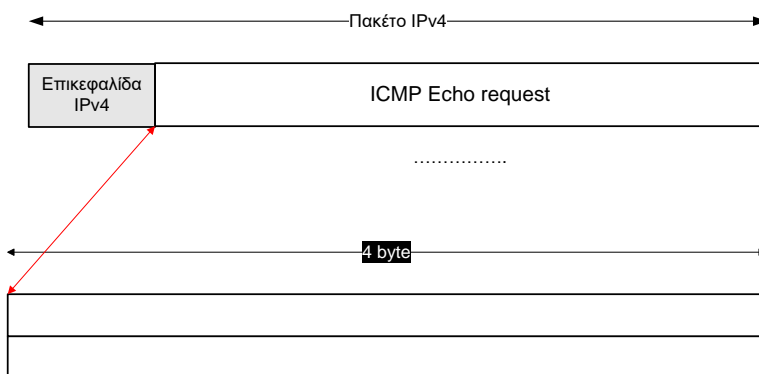 Πακέτο IPv4
Επικεφαλίδα
IPv4
ICMP Echo request
................
4 byte